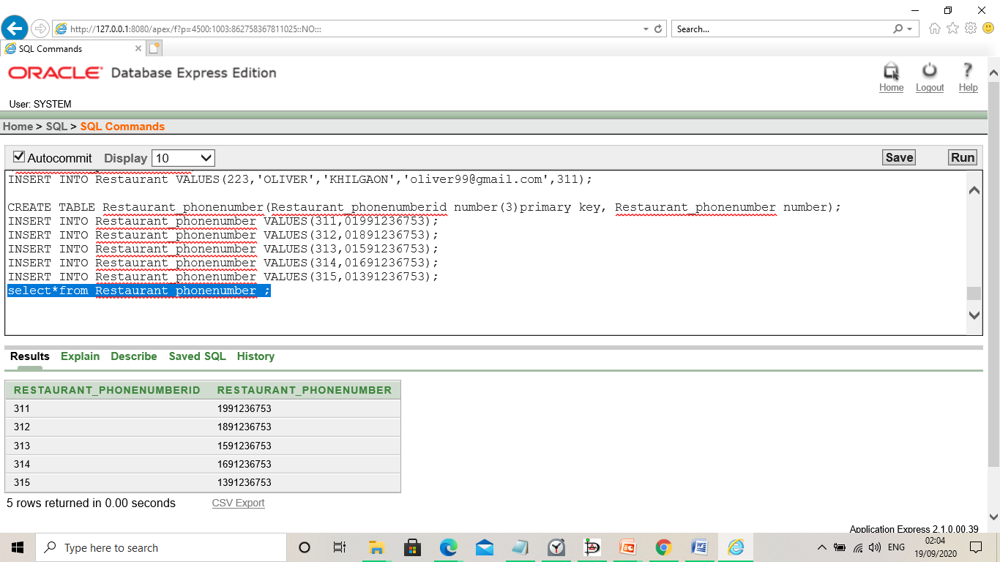 http://127.0.0.1:8080/apex/f?p=4500:1003:862758367811025::NO:::
Search...
SQL Commands
ORACLE Database Express Edition
Home
Logout
Help
User: SYSTEM
Home > SQL > SQL Commands
Autocommit Display 10
Save
Run
INSERT INTO Restaurant VALUES(223,'OLIVER','KHILGAON','oliver99@gmail.com',311);
CREATE TABLE Restaurant_phonenumber(Restaurant_phonenumberid number(3)primary key, Restaurant_phonenumber number);
INSERT INTO Restaurant_phonenumber VALUES(311,01991236753);
INSERT INTO Restaurant_phonenumber VALUES(312,01891236753);
INSERT INTO Restaurant_phonenumber VALUES(313,01591236753);
INSERT INTO Restaurant_phonenumber VALUES(314,01691236753);
INSERT INTO Restaurant_phonenumber VALUES(315,01391236753);
select*from Restaurant_phonenumber ;
Results Explain Describe Saved SQL History
RESTAURANT_PHONENUMBERID RESTAURANT_PHONENUMBER
311 1991236753
312 1891236753
313 1591236753
314 1691236753
315 1391236753
5 rows returned in 0.00 seconds
CSV Export
Application Express 2.1.0.00.39
Type here to search
ENG
02:04
19/09/2020